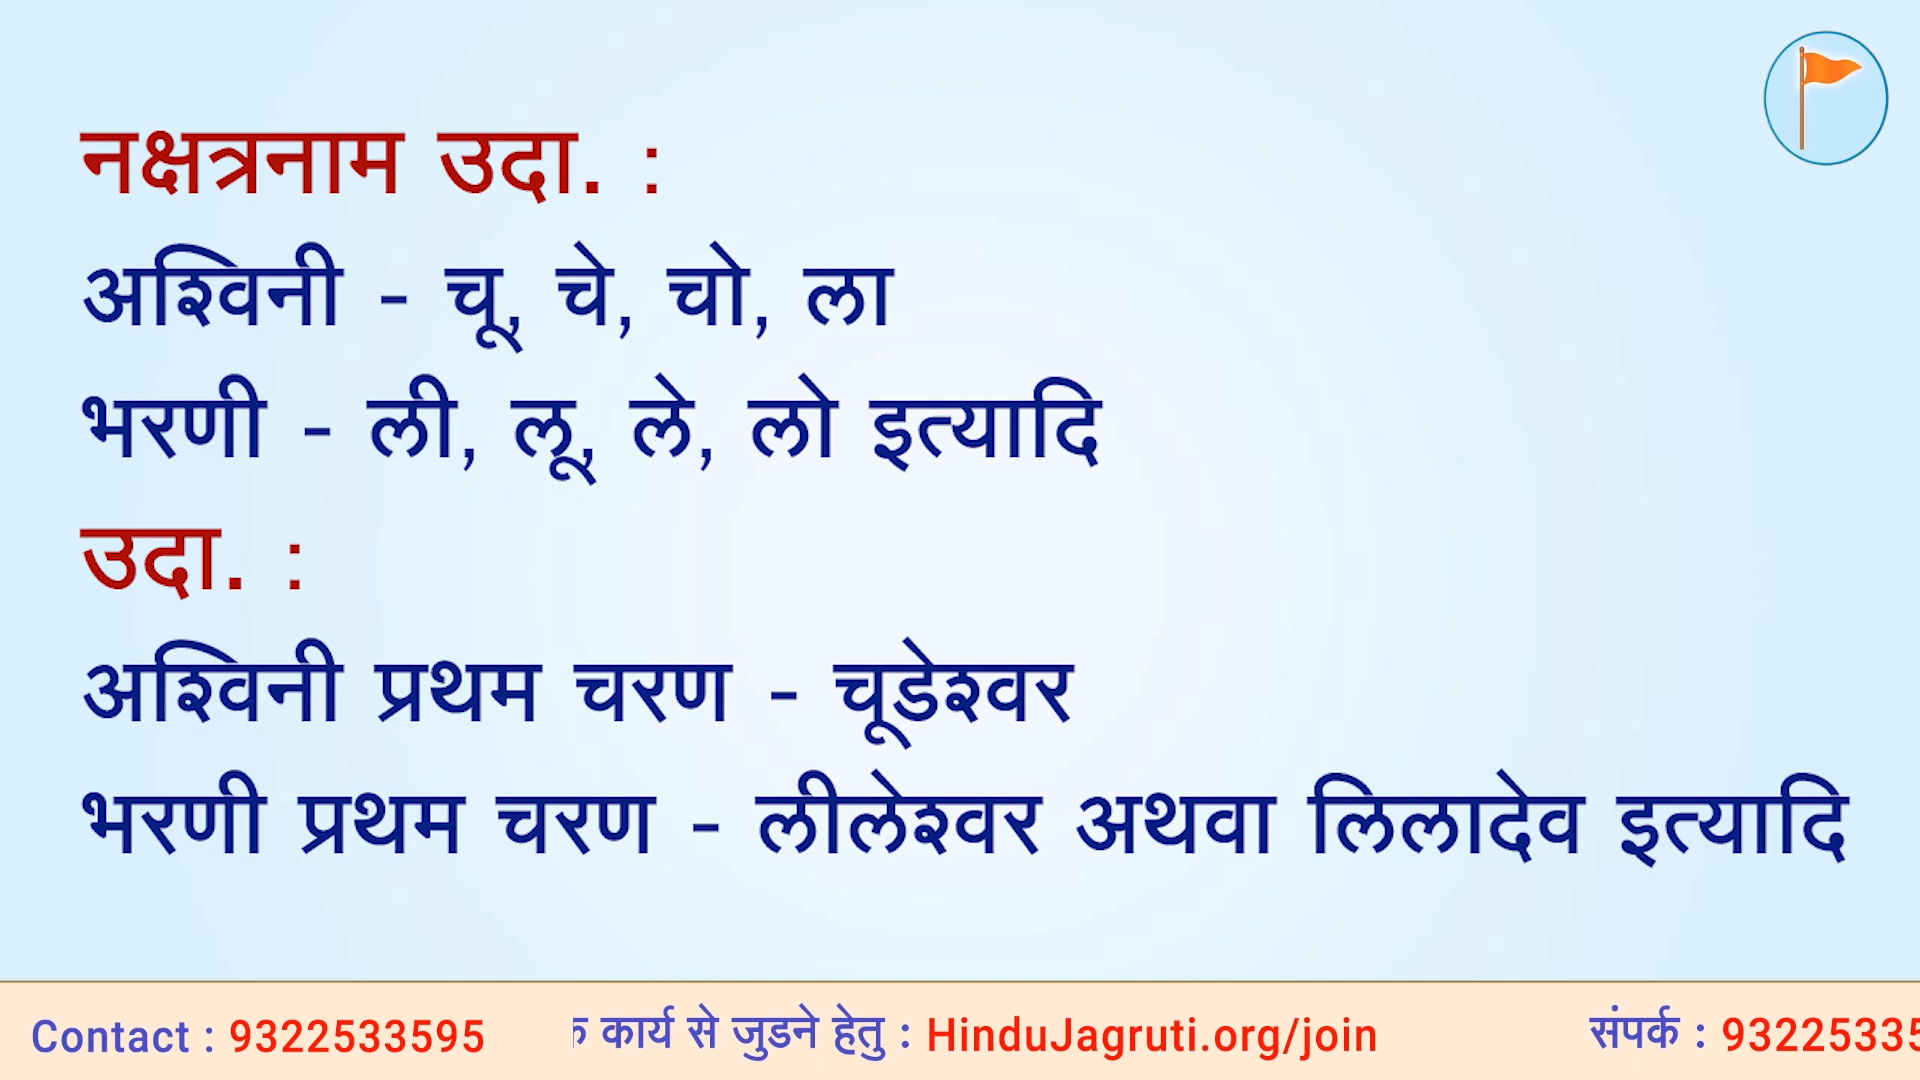 नक्षत्रनाम उदा. :
अश्विनी - चू, चे, चो, ला
भरणी - ली, लू, ले, लो इत्यादि
उदा. :
अश्विनी प्रथम चरण - चूडेश्वर
भरणी प्रथम चरण - लीलेश्वर अथवा लिलादेव इत्यादि
Contact : 9322533595 कार्य से जुडने हेतु : HinduJagruti.org/join संपर्क : 93225335